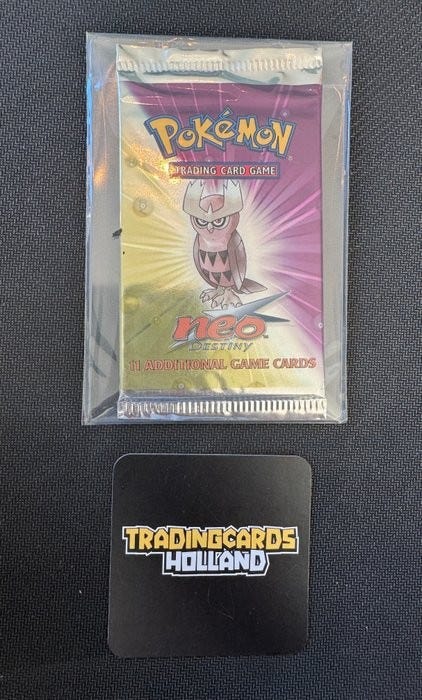 POKéMON
TRADING CARD GAME
neo
DESTINY
11 ADDITIONAL GAME CARDS
TRADINGCARDS
HOLLAND